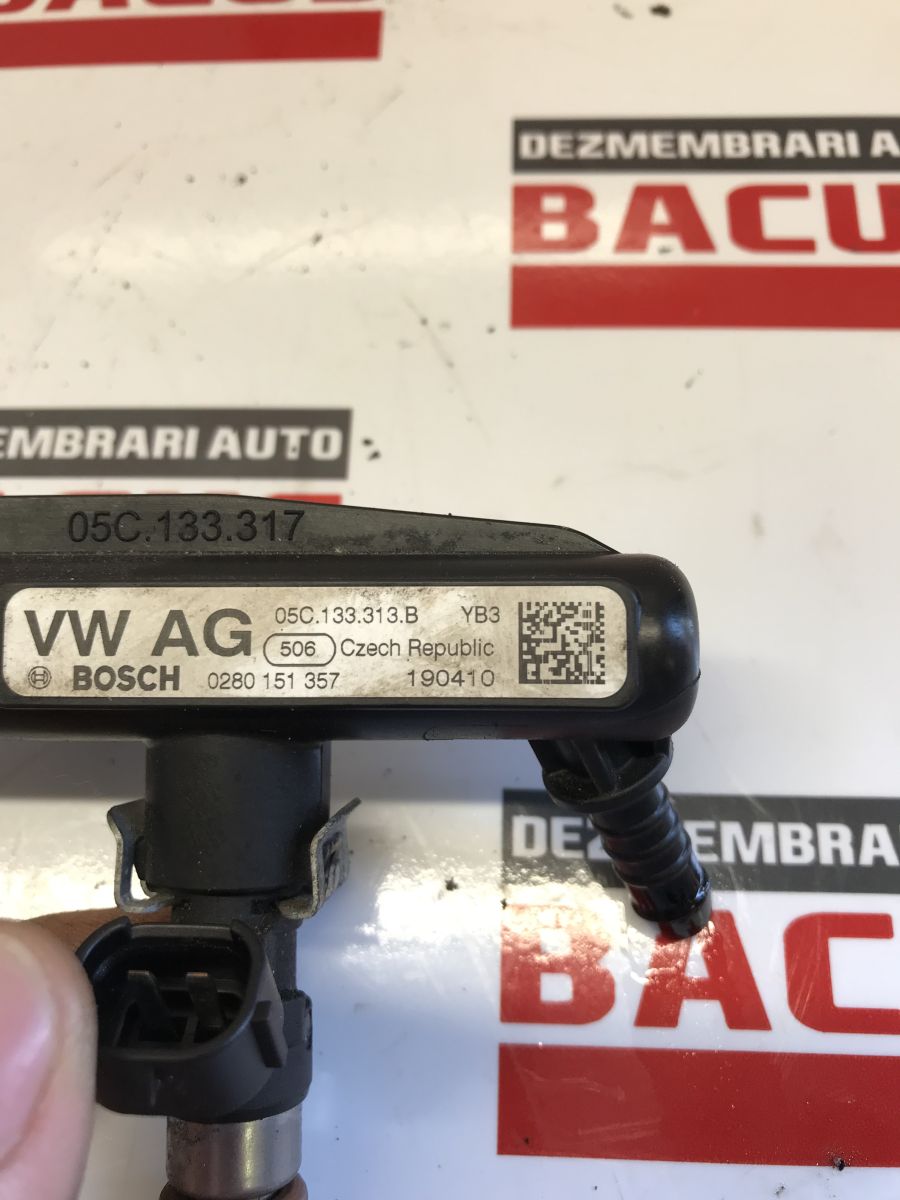 DEZMEMBRARI A
BACU
EMBRARI AUTO
05C.133.317
VW AG 05C.133.313.B YB3
506 Czech Republic
BOSCH 0280 151 357 190410
EMBRA
BAC